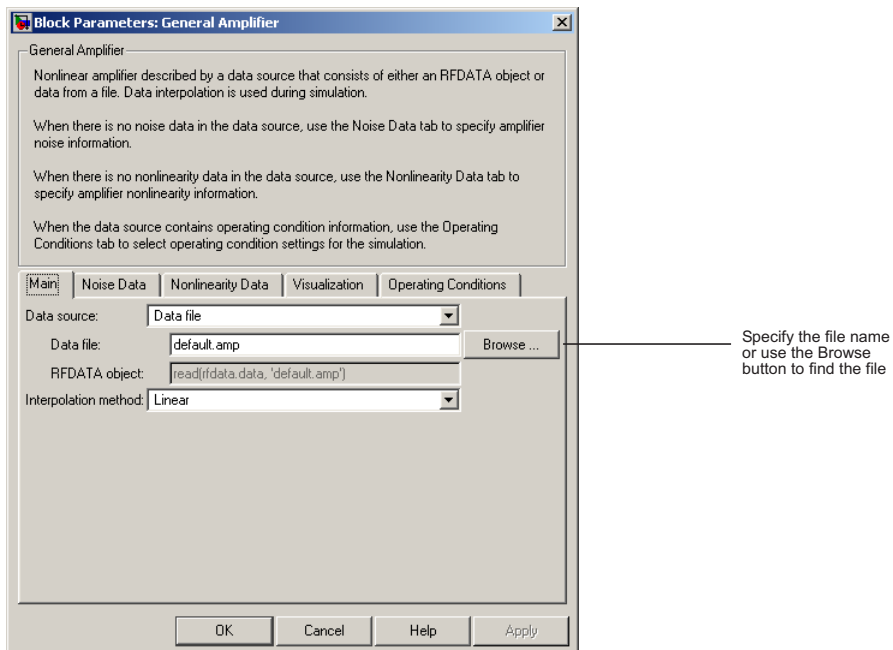 Block Parameters: General Amplifier
General Amplifier
Nonlinear amplifier described by a data source that consists of either an RFDATA object or
data from a file. Data interpolation is used during simulation.
When there is no noise data in the data source, use the Noise Data tab to specify amplifier
noise information.
When there is no nonlinearity data in the data source, use the Nonlinearity Data tab to
specify amplifier nonlinearity information.
When the data source contains operating condition information, use the Operating
Conditions tab to select operating condition settings for the simulation.
Main Noise Data Nonlinearity Data Visualization Operating Conditions
Data source: Data file
Data file: default.amp Browse ...
RFDATA object: read(rfdata.data, 'default.amp')
Interpolation method: Linear
Specify the file name
or use the Browse
button to find the file
OK Cancel Help Apply